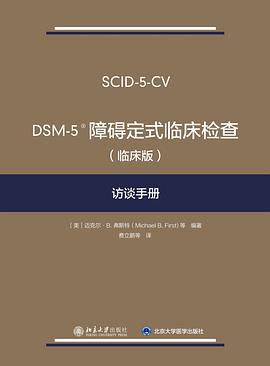 SCID-5-CV
DSM-5® 障碍定式临床检查
（临床版）
访谈手册
［美］迈克尔·B. 弗斯特（Michael B. First）等 编著
费立鹏等 译
北京大学出版社
北京大学医学出版社